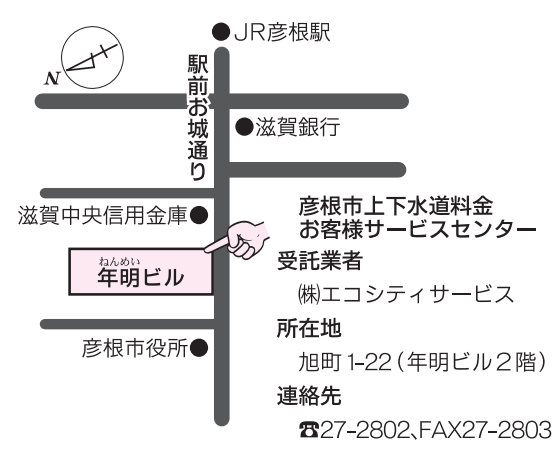 JR彦根駅
N
駅前お城通り
滋賀銀行
滋賀中央信用金庫
彦根市上下水道料金
お客様サービスセンター
ねんめい
年明ビル
受託業者
㈱エコシティサービス
所在地
旭町1-22(年明ビル2階)
彦根市役所
連絡先
☎27-2802、FAX27-2803